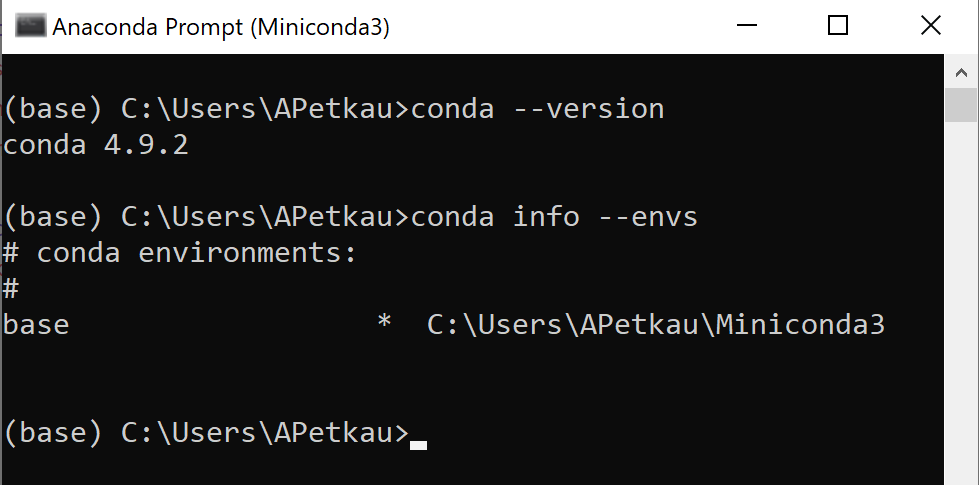 Anaconda Prompt (Miniconda3)
(base) C:\Users\APetkau>conda --version
conda 4.9.2
(base) C:\Users\APetkau>conda info --envs
# conda environments:
#
base                  *  C:\Users\APetkau\Miniconda3
(base) C:\Users\APetkau>